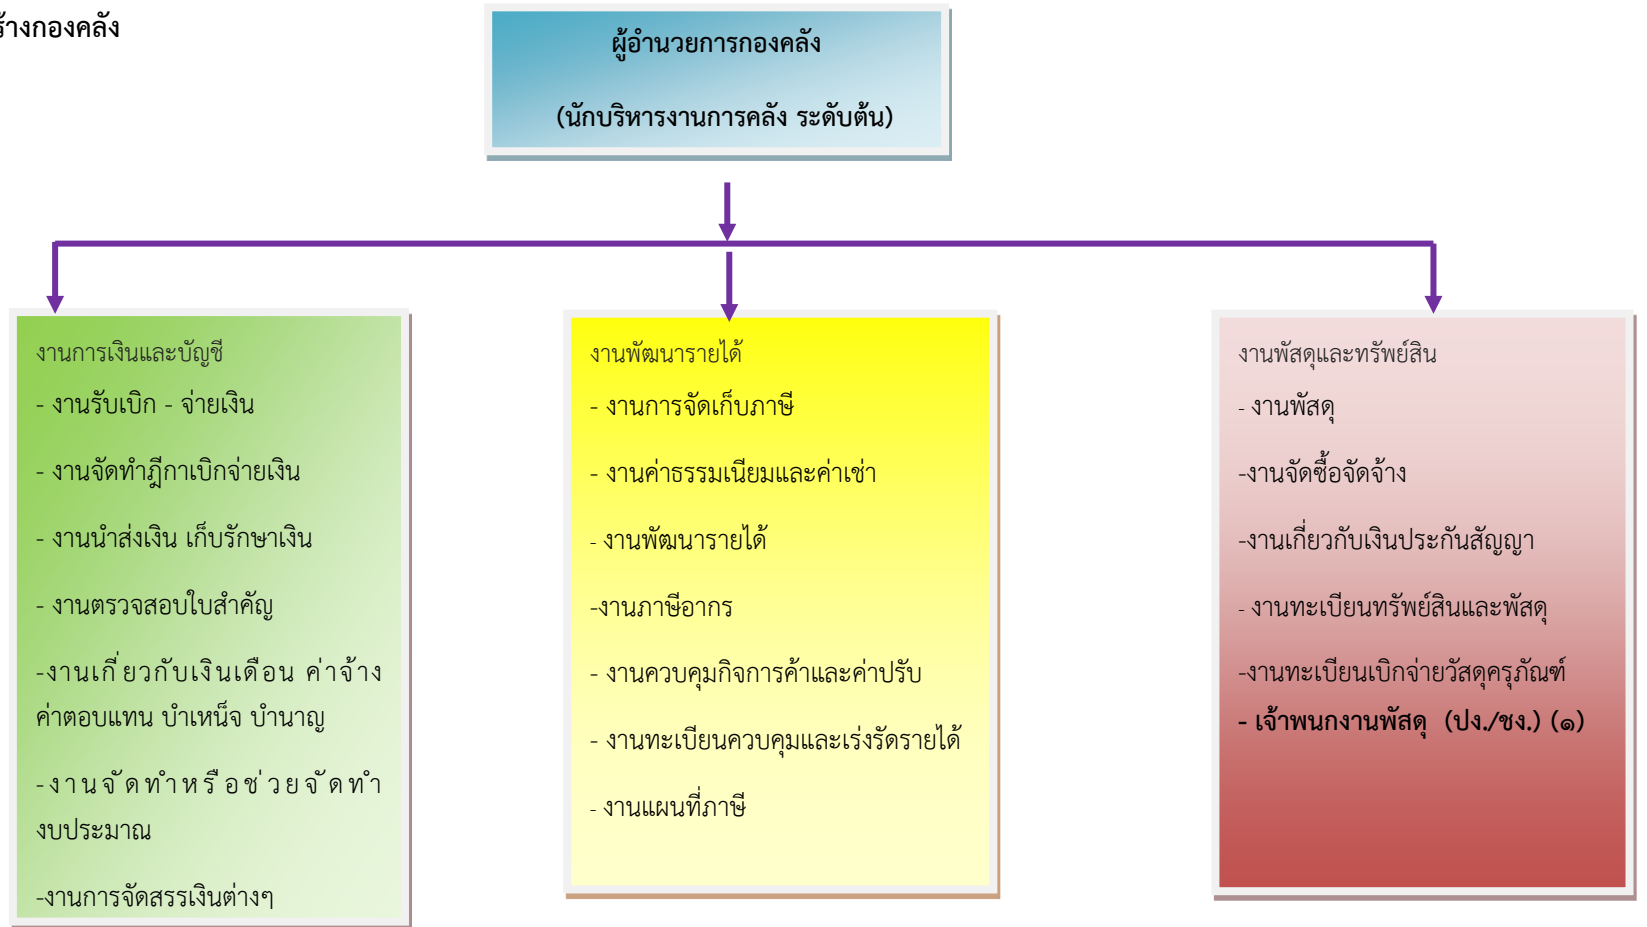 ร้างกองคลัง
ผู้อำนวยการกองคลัง
(นักบริหารงานการคลัง ระดับต้น)
งานการเงินและบัญชี
- งานรับเบิก - จ่ายเงิน
- งานจัดทำฎีกาเบิกจ่ายเงิน
- งานนำส่งเงิน เก็บรักษาเงิน
- งานตรวจสอบใบสำคัญ
-งานเกี่ยวกับเงินเดือน ค่าจ้าง
ค่าตอบแทน บำเหน็จ บำนาญ
-งานจัดทำหรือช่วยจัดทำ
งบประมาณ
-งานการจัดสรรเงินต่างๆ
งานพัฒนารายได้
- งานการจัดเก็บภาษี
- งานค่าธรรมเนียมและค่าเช่า
- งานพัฒนารายได้
-งานภาษีอากร
- งานควบคุมกิจการค้าและค่าปรับ
- งานทะเบียนควบคุมและเร่งรัดรายได้
- งานแผนที่ภาษี
งานพัสดุและทรัพย์สิน
- งานพัสดุ
-งานจัดซื้อจัดจ้าง
-งานเกี่ยวกับเงินประกันสัญญา
- งานทะเบียนทรัพย์สินและพัสดุ
-งานทะเบียนเบิกจ่ายวัสดุครุภัณฑ์
- เจ้าพนกงานพัสดุ (ปง./ชง.) (๑)